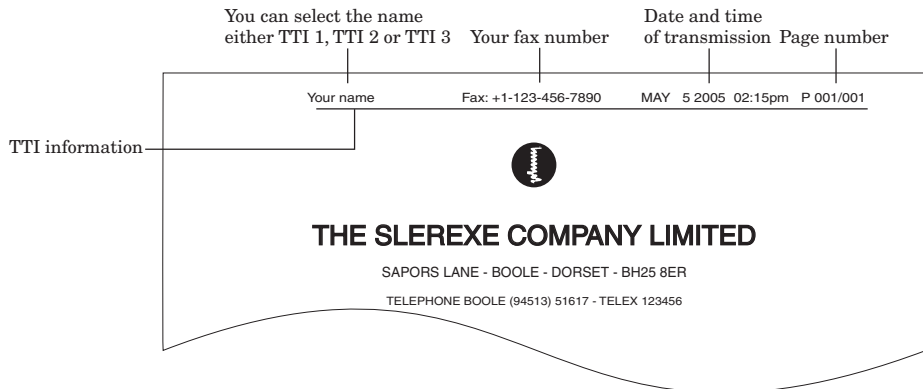 You can select the name
either TTI 1, TTI 2 or TTI 3
Your fax number
Date and time
of transmission
Page number
Your name Fax: +1-123-456-7890 MAY 5 2005 02:15pm P 001/001
TTI information
THE SLEREXE COMPANY LIMITED
SAPORS LANE - BOOLE - DORSET - BH25 8ER
TELEPHONE BOOLE (94513) 51617 - TELEX 123456